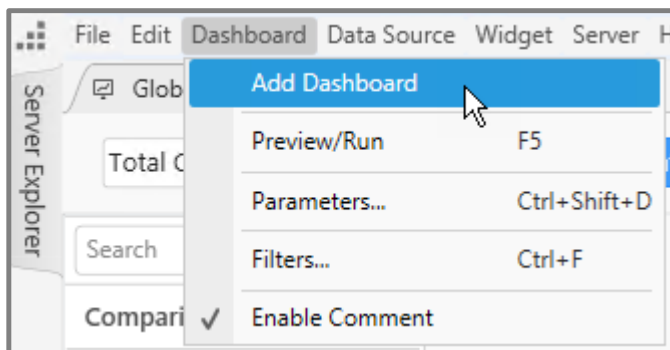 File Edit Dashboard Data Source Widget Server
Server Explorer
Glob
Add Dashboard
Preview/Run F5
Total
Parameters... Ctrl+Shift+D
Search
Filters... Ctrl+F
Compari
✓ Enable Comment